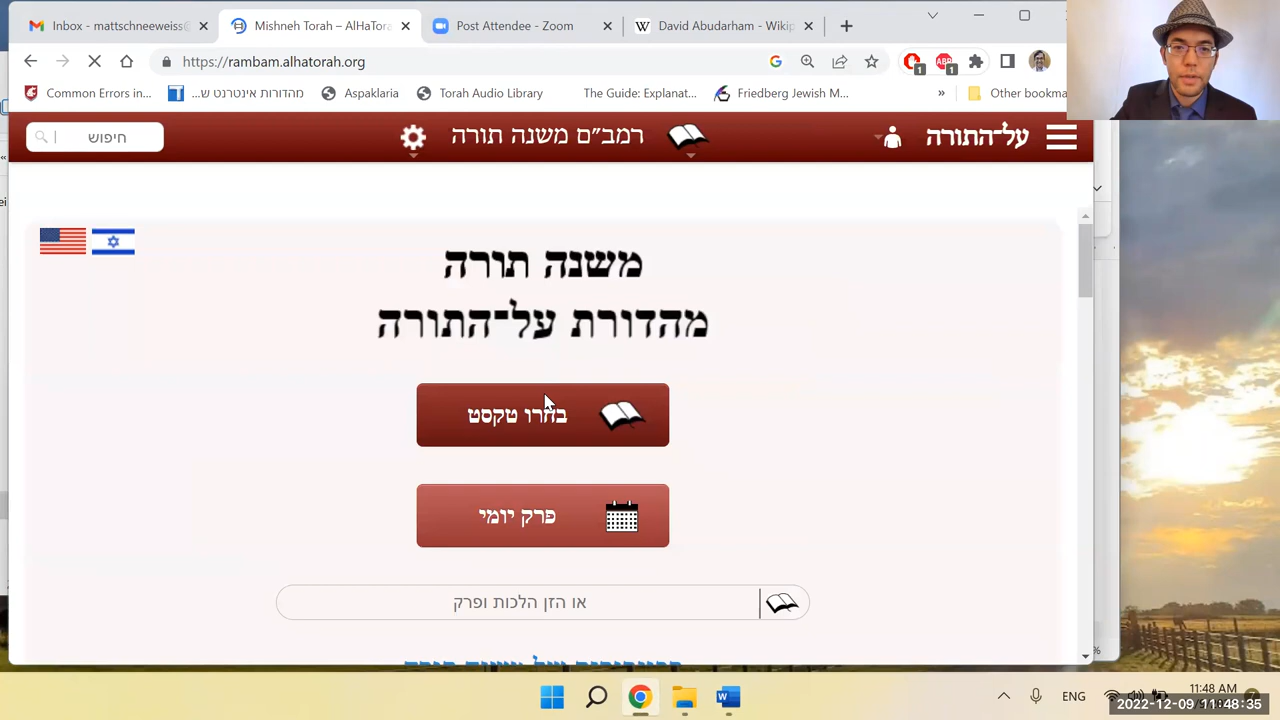 Inbox - mattschneeweiss@
Mishneh Torah – AlHaTora
Post Attendee - Zoom
David Abudarham - Wikip
https://rambam.alhatorah.org
Common Errors in...
מהדורות אינטרנט ש...
Aspaklaria
Torah Author Library
The Guide: Explanat...
Friedberg Jewish M...
»
Other bookma
חיפוש
רמב״ם משנה תורה
על־התורה
משנה תורה
מהדורת על־התורה
בחרו טקסט
פרק יומי
או הזן הלכות ופרק
ENG
11:48 AM
2022-12-09 11:48:35